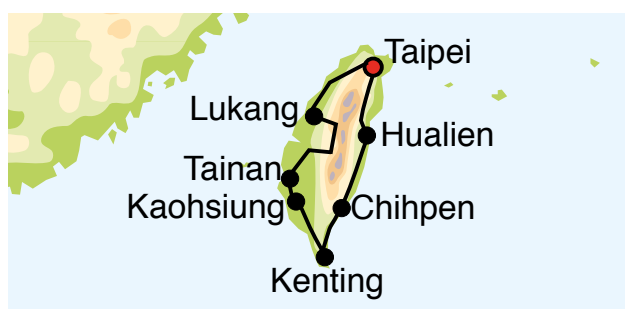 Taipei
Lukang
Hualien
Tainan
Kaohsiung
Chihpen
Kenting